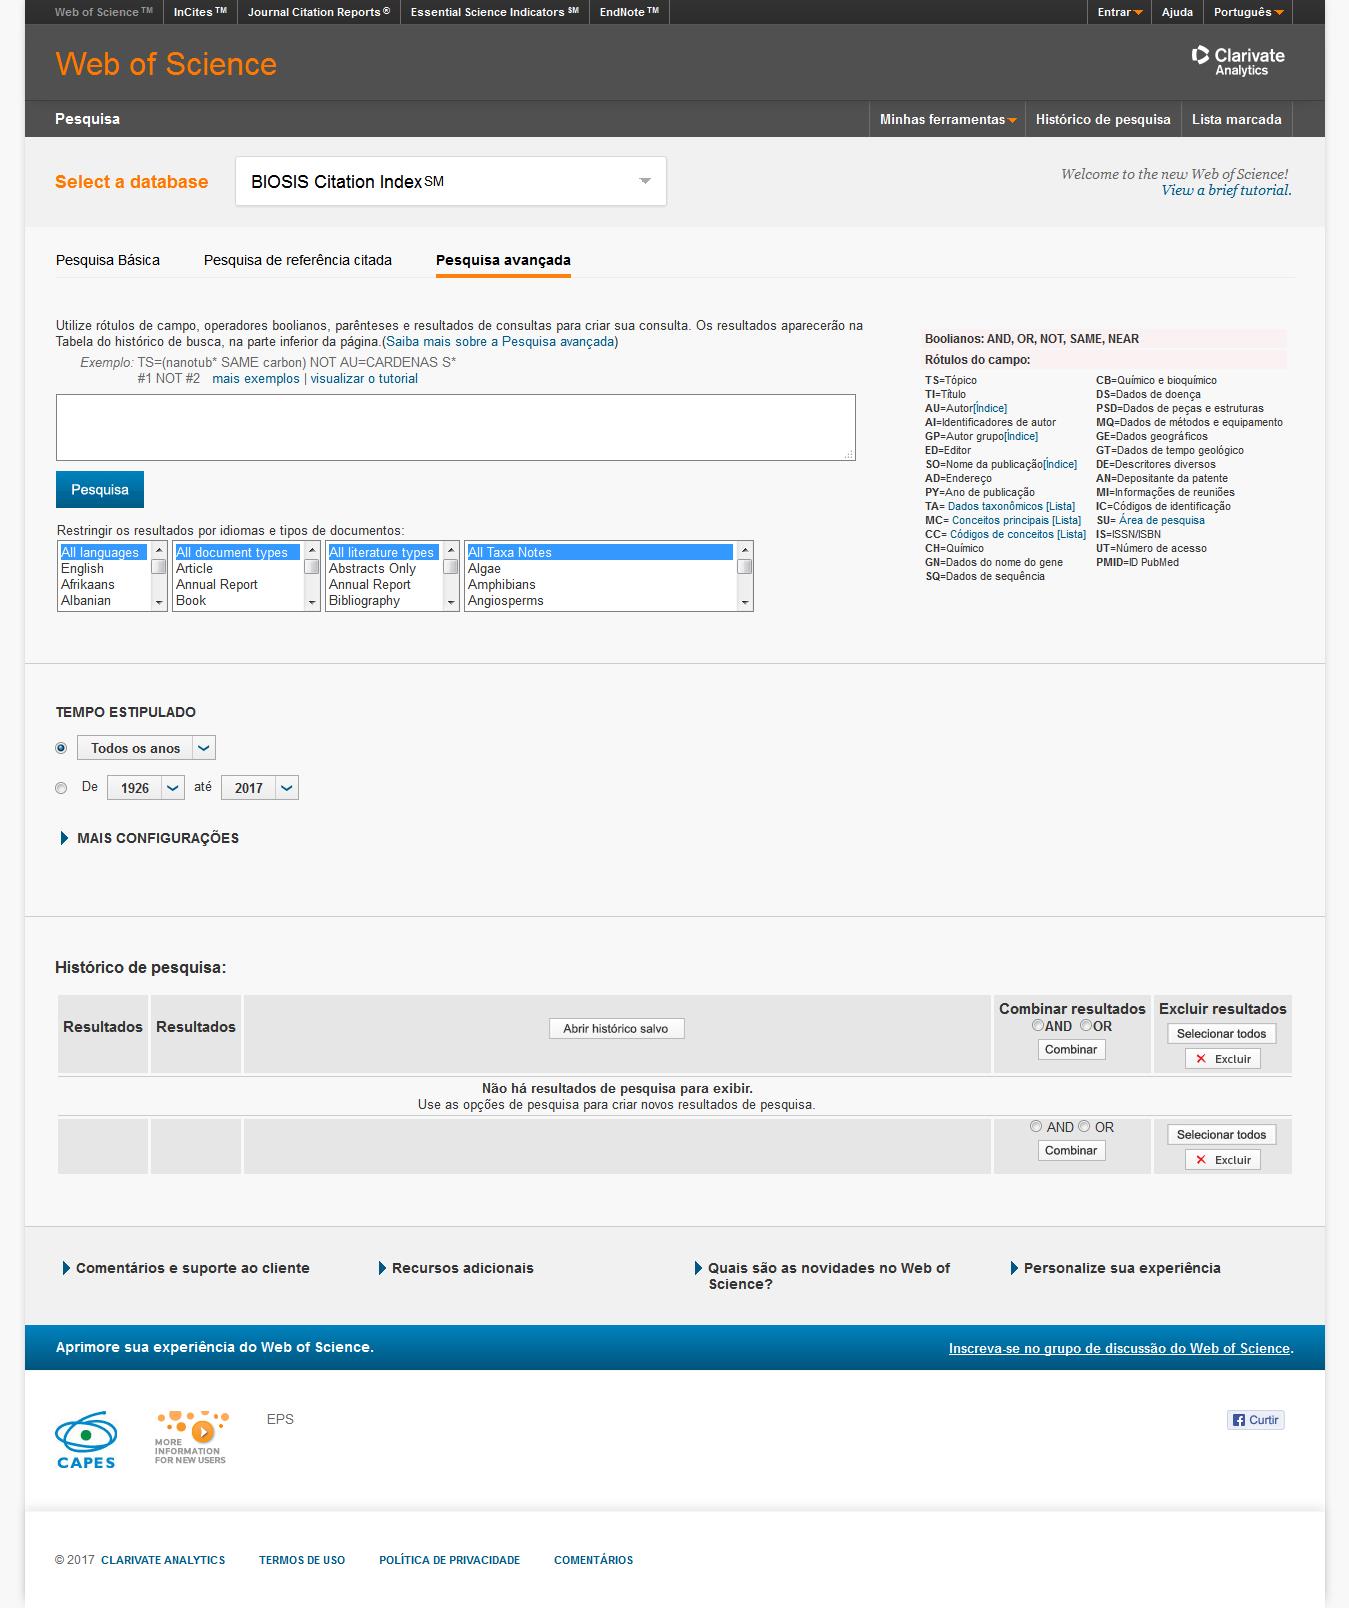 Web of Science TM InCites TM Journal Citation Reports ® Essential Science Indicators SM EndNote TM Entrar Ajuda Português
Web of Science
Clarivate
Analytics
Pesquisa Minhas ferramentas Histórico de pesquisa Lista marcada
Select a database BIOSIS Citation Index SM
Welcome to the new Web of Science!
View a brief tutorial.
Pesquisa Básica Pesquisa de referência citada Pesquisa avançada
Utilize rótulos de campo, operadores boolianos, parênteses e resultados de consultas para criar sua consulta. Os resultados aparecerão na
Tabela do histórico de busca, na parte inferior da página.(Saiba mais sobre a Pesquisa avançada)
Exemplo: TS=(nanotub* SAME carbon) NOT AU=CARDENAS S*
#1 NOT #2 mais exemplos | visualizar o tutorial
Pesquisa
Restringir os resultados por idiomas e tipos de documentos:
All languages All document types All literature types All Taxa Notes
English Article Abstracts Only Algae
Afrikaans Annual Report Annual Report Amphibians
Albanian Book Bibliography Angiosperms
Boolianos: AND, OR, NOT, SAME, NEAR
Rótulos do campo:
TS=Tópico CB=Químico e bioquímico
TI=Título DS=Dados de doença
AU=Autor[Índice] PSD=Dados de peças e estruturas
AI=Identificadores de autor MQ=Dados de métodos e equipamento
GP=Autor grupo[Índice] GE=Dados geográficos
ED=Editor GT=Dados de tempo geológico
SO=Nome da publicação[Índice] DE=Descritores diversos
AD=Endereço AN=Depositante da patente
PY=Ano de publicação MI=Informações de reuniões
TA= Dados taxonômicos [Lista] IC=Códigos de identificação
MC= Conceitos principais [Lista] SU= Área de pesquisa
CC= Códigos de conceitos [Lista] IS=ISSN/ISBN
CH=Químico UT=Número de acesso
GN=Dados do nome do gene PMID=ID PubMed
SQ=Dados de sequência
TEMPO ESTIPULADO
Todos os anos
De 1926 até 2017
MAIS CONFIGURAÇÕES
Histórico de pesquisa:
Resultados Resultados Abrir histórico salvo
Combinar resultados
AND OR
Combinar
Excluir resultados
Selecionar todos
Excluir
Não há resultados de pesquisa para exibir.
Use as opções de pesquisa para criar novos resultados de pesquisa.
AND OR
Combinar
Selecionar todos
Excluir
Comentários e suporte ao cliente Recursos adicionais Quais são as novidades no Web of Personalize sua experiência
Science?
Aprimore sua experiência do Web of Science. Inscreva-se no grupo de discussão do Web of Science.
CAPES
MORE
INFORMATION
FOR NEW USERS
EPS
Curtir
© 2017 CLARIVATE ANALYTICS TERMOS DE USO POLÍTICA DE PRIVACIDADE COMENTÁRIOS